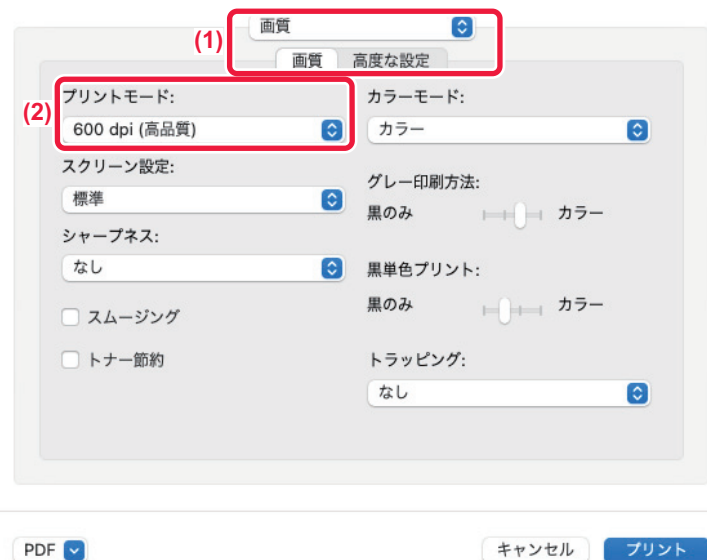 画質
(1)
画質 高度な設定
(2)
プリントモード:
600 dpi (高品質)
スクリーン設定:
標準
シャープネス:
なし
スムージング
トナー節約
カラーモード:
カラー
グレー印刷方法:
黒のみ カラー
黒単色プリント:
黒のみ カラー
トラッピング:
なし
PDF キャンセル プリント